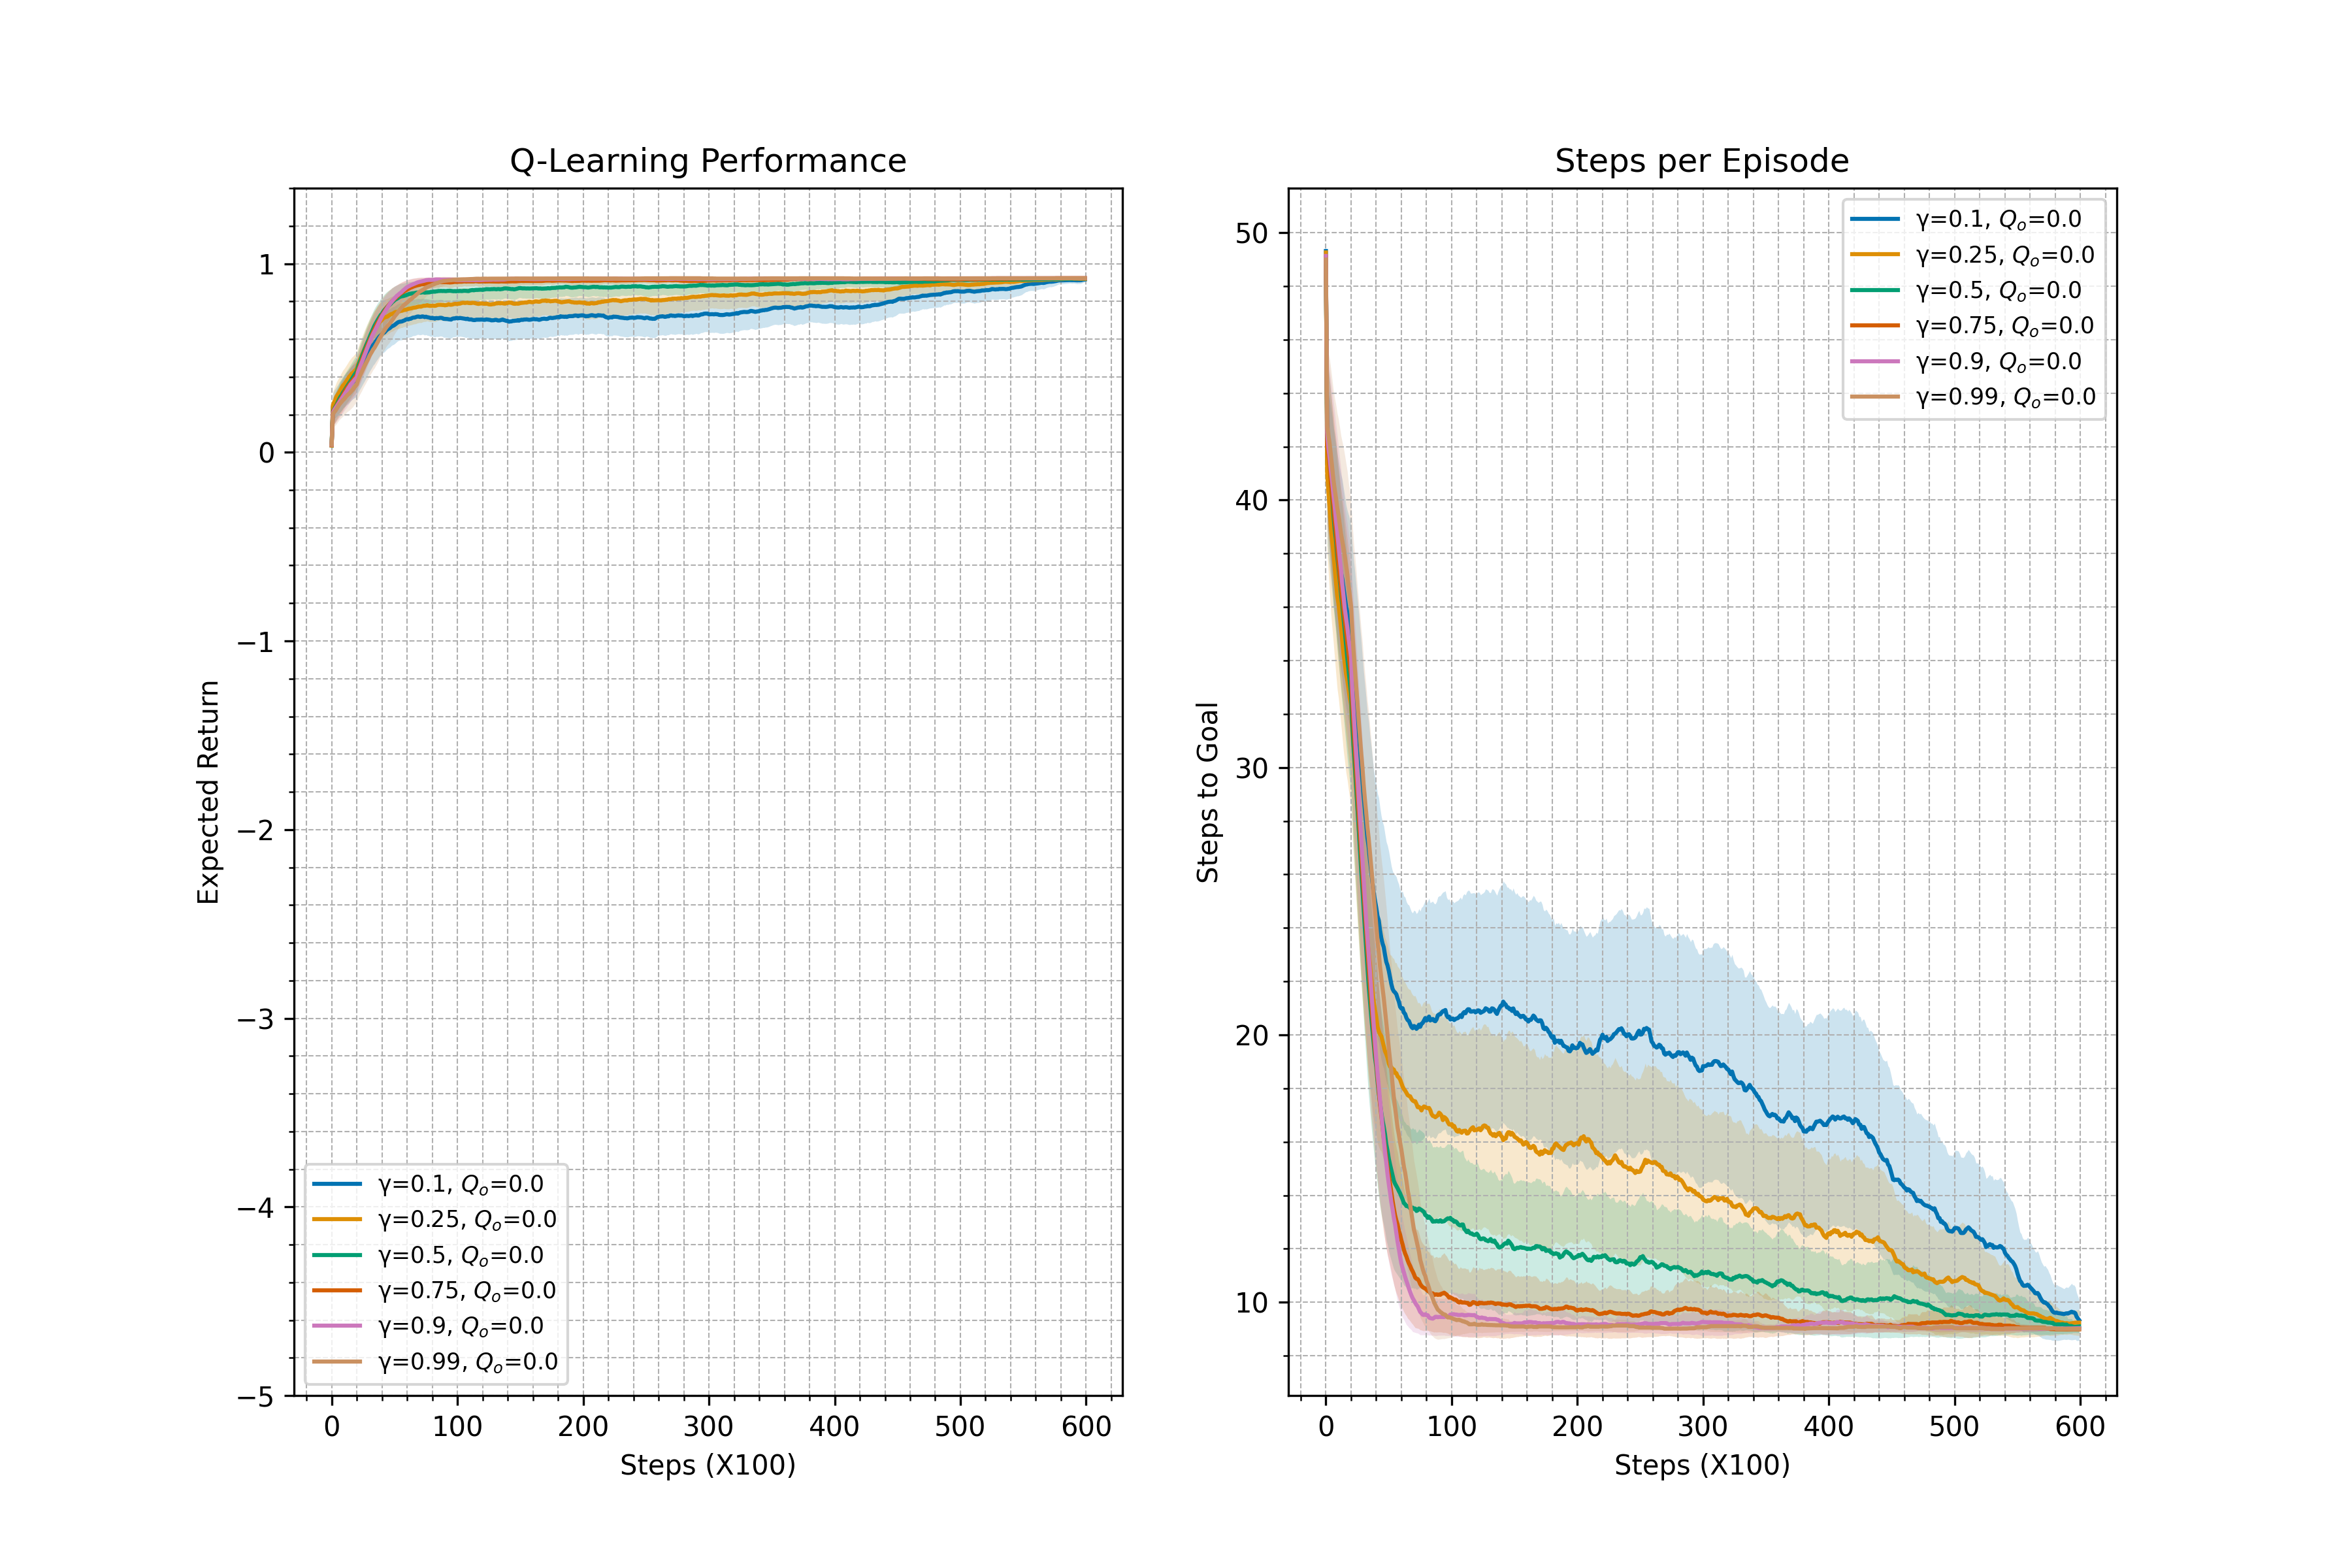 Q-Learning Performance
Expected Return
1
0
−1
−2
−3
−4
−5
0 100 200 300 400 500 600
Steps (X100)
γ=0.1, Qₒ=0.0
γ=0.25, Qₒ=0.0
γ=0.5, Qₒ=0.0
γ=0.75, Qₒ=0.0
γ=0.9, Qₒ=0.0
γ=0.99, Qₒ=0.0
Steps per Episode
Steps to Goal
50
40
30
20
10
0 100 200 300 400 500 600
Steps (X100)
γ=0.1, Qₒ=0.0
γ=0.25, Qₒ=0.0
γ=0.5, Qₒ=0.0
γ=0.75, Qₒ=0.0
γ=0.9, Qₒ=0.0
γ=0.99, Qₒ=0.0